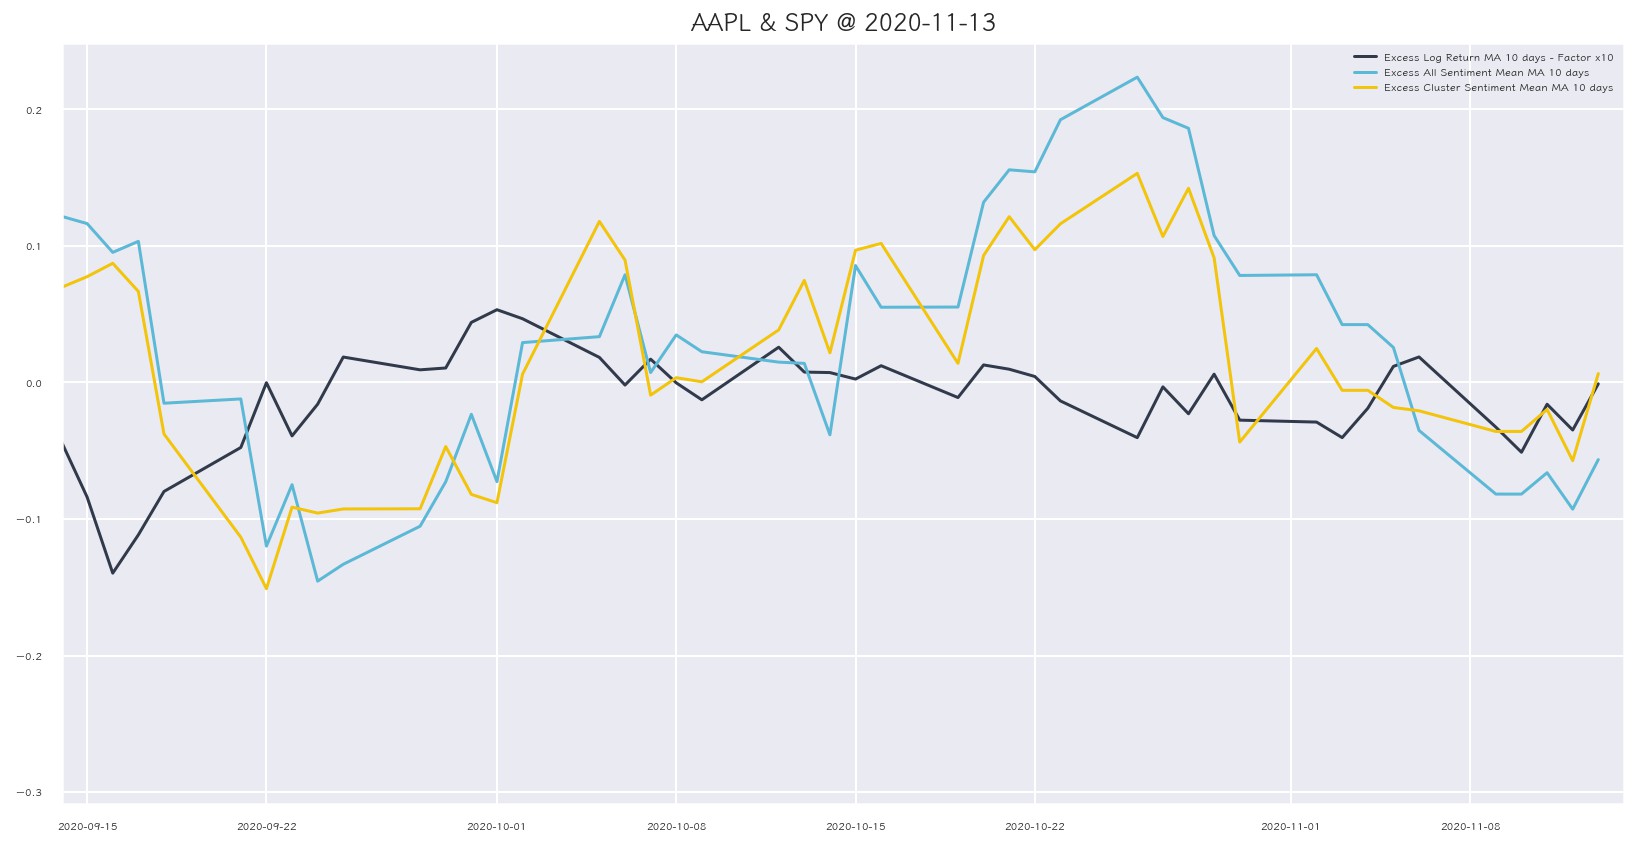 AAPL & SPY @ 2020-11-13
Excess Log Return MA 10 days - Factor x10
Excess All Sentiment Mean MA 10 days
Excess Cluster Sentiment Mean MA 10 days
0.2
0.1
0.0
−0.1
−0.2
−0.3
2020-09-15 2020-09-22 2020-10-01 2020-10-08 2020-10-15 2020-10-22 2020-11-01 2020-11-08